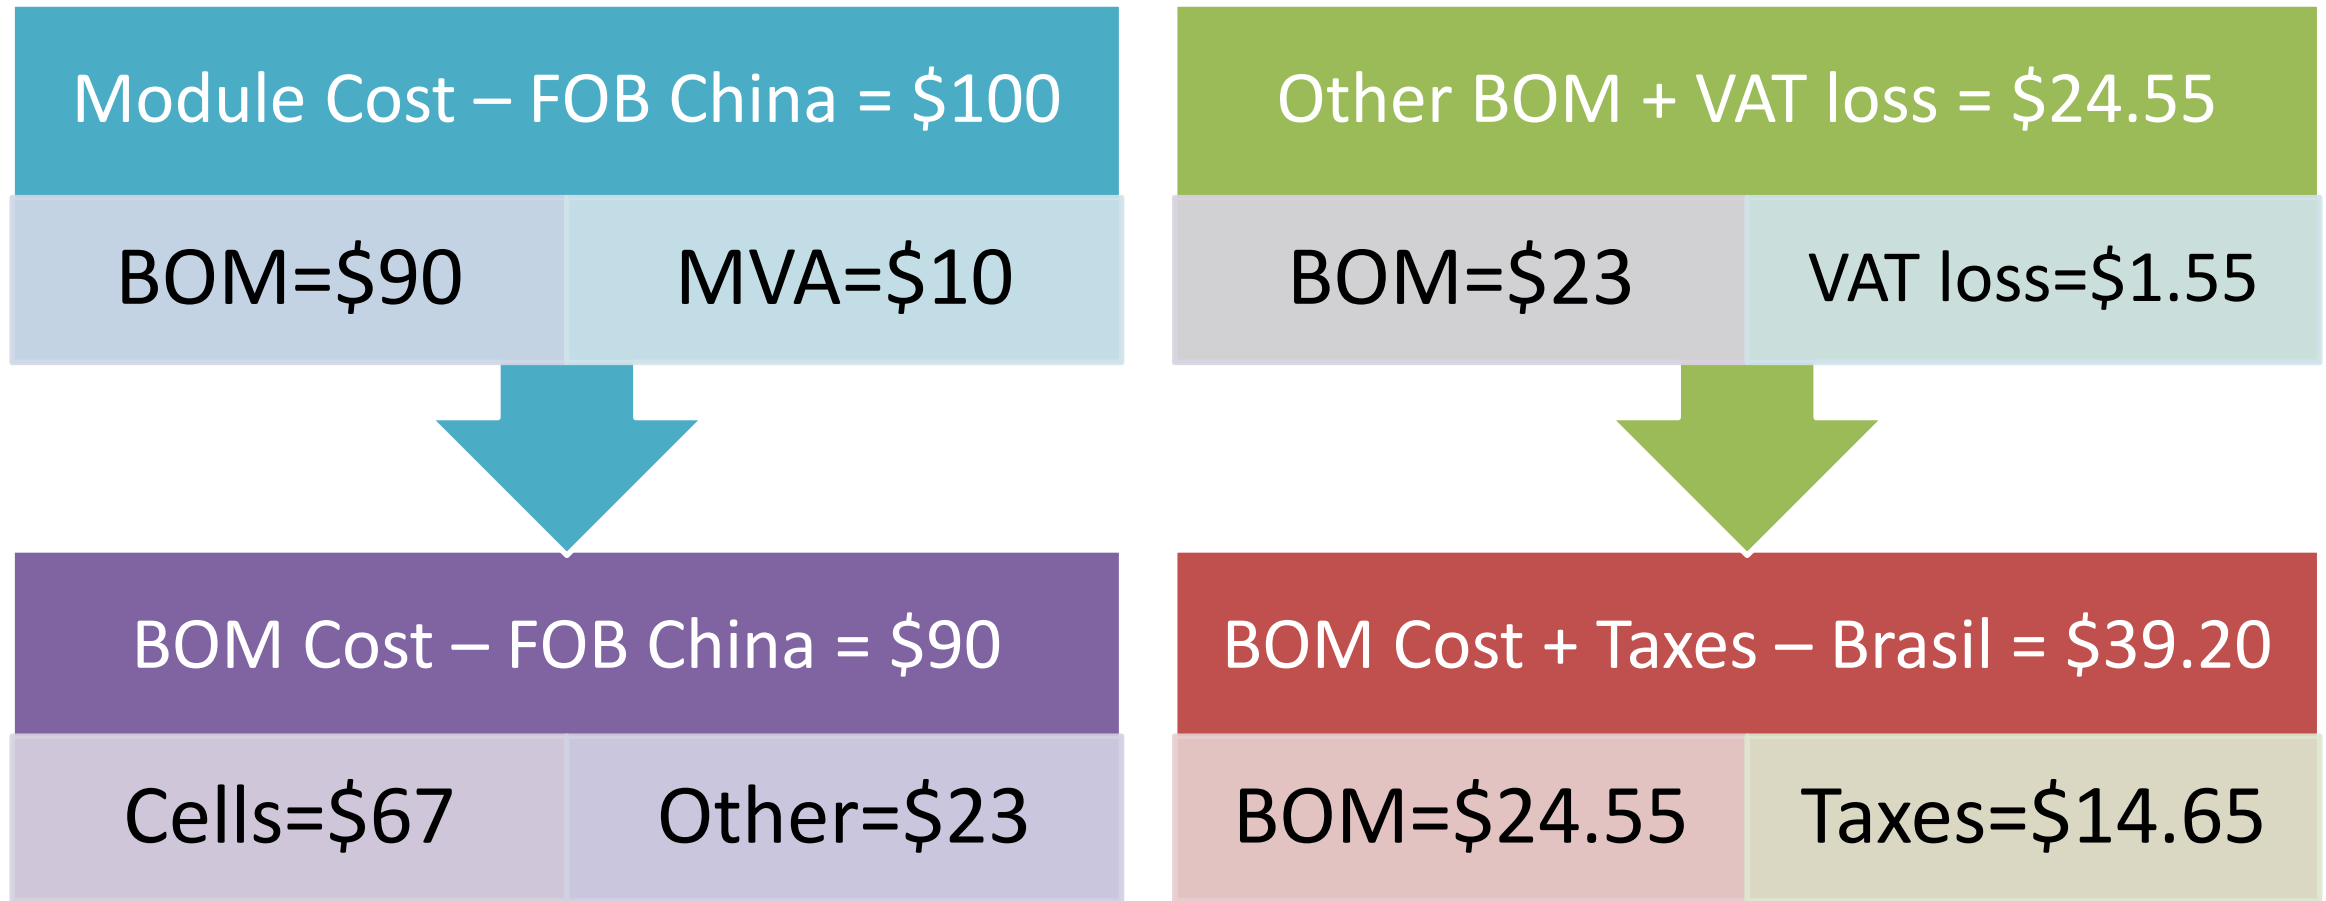 Module Cost – FOB China = $100
BOM=$90
MVA=$10
BOM Cost – FOB China = $90
Cells=$67
Other=$23
Other BOM + VAT loss = $24.55
BOM=$23
VAT loss=$1.55
BOM Cost + Taxes – Brasil = $39.20
BOM=$24.55
Taxes=$14.65